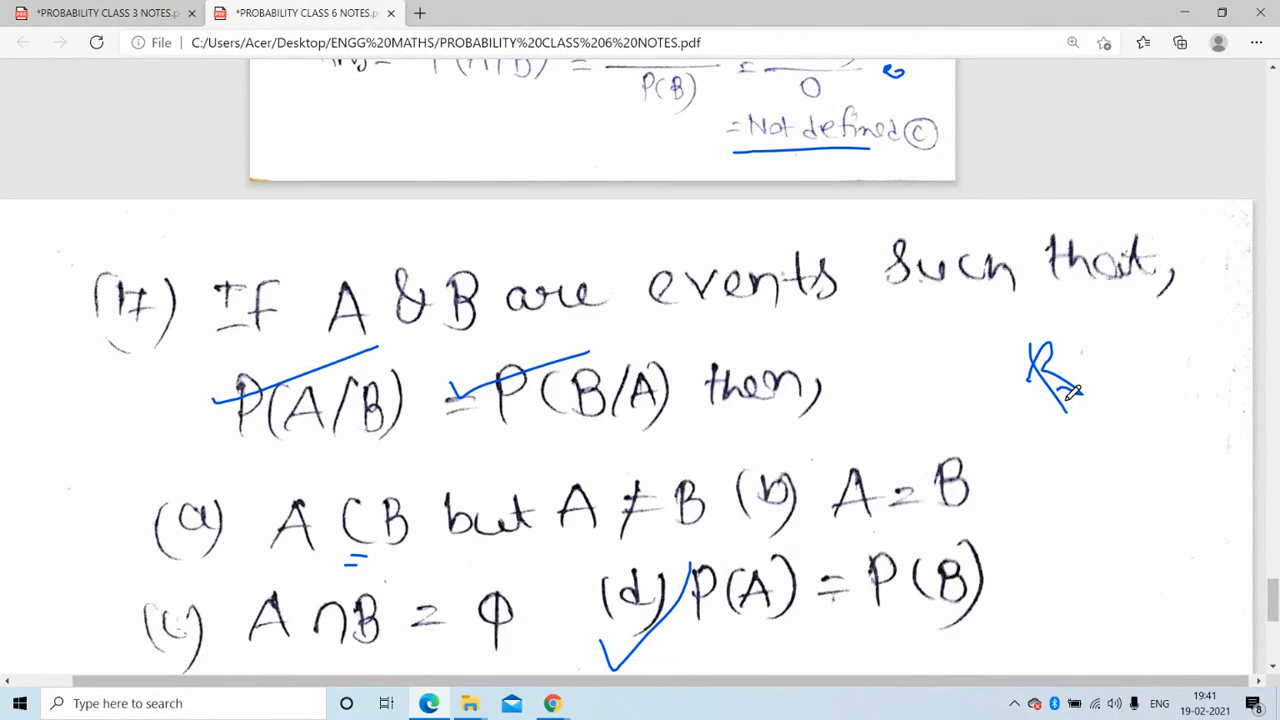 *PROBABILITY CLASS 3 NOTES.p
*PROBABILITY CLASS 6 NOTES.p
File
C:/Users/Acer/Desktop/ENGG%20MATHS/PROBABILITY%20CLASS%206%20NOTES.pdf
P(A/B) =
P(B) = 0
= Not defined (c)
(17) If A & B are events such that,
P(A/B) = P(B/A) then,
(a) A ⊂ B but A ≠ B (b) A = B
(c) A ∩ B = φ (d) P(A) = P(B)
Type here to search
ENG
19:41
19-02-2021
8